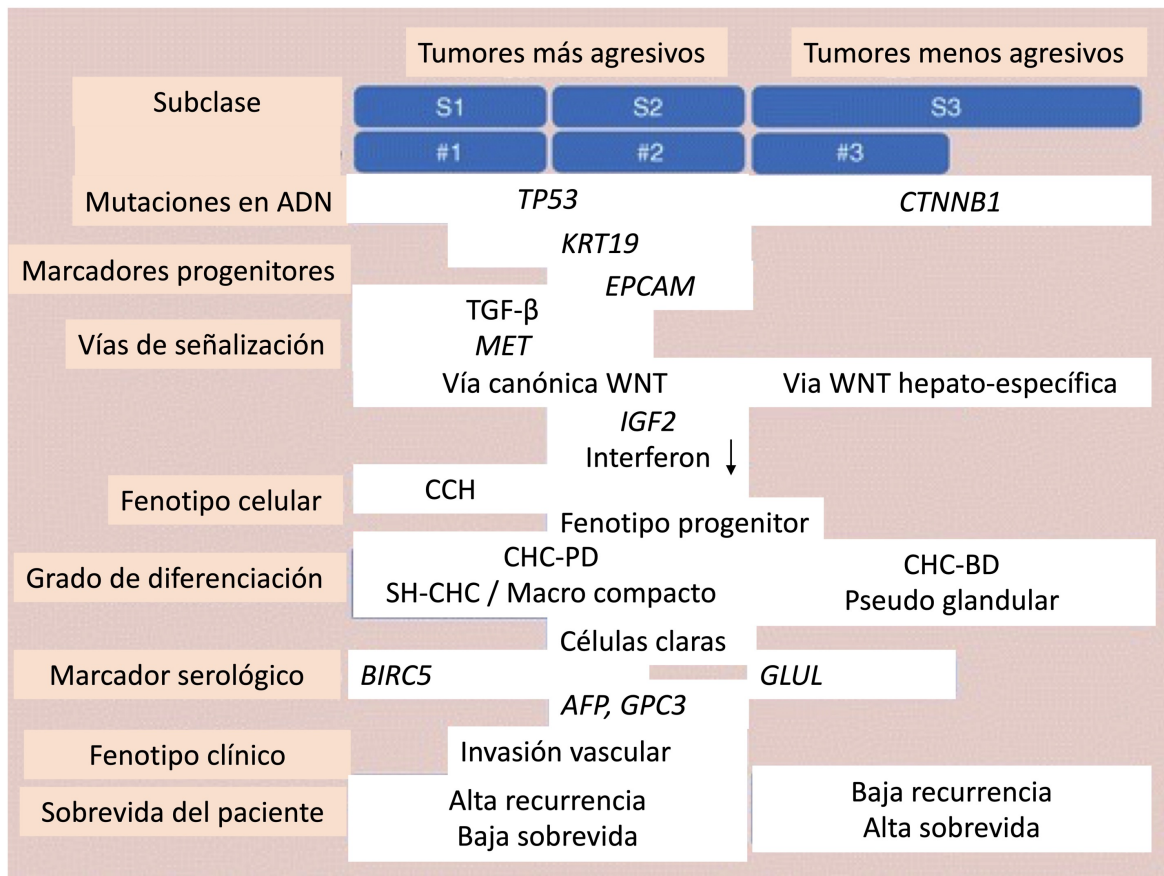 Tumores más agresivos Tumores menos agresivos
Subclase S1 S2 S3
#1 #2 #3
Mutaciones en ADN TP53 CTNNB1
KRT19
Marcadores progenitores
EPCAM
TGF-β
Vías de señalización MET
Vía canónica WNT Via WNT hepato-específica
IGF2
Interferon ↓
Fenotipo celular CCH
Fenotipo progenitor
Grado de diferenciación CHC-PD CHC-BD
SH-CHC / Macro compacto Pseudo glandular
Células claras
Marcador serológico BIRC5 GLUL
AFP, GPC3
Fenotipo clínico Invasión vascular
Sobrevida del paciente Alta recurrencia Baja recurrencia
Baja sobrevida Alta sobrevida